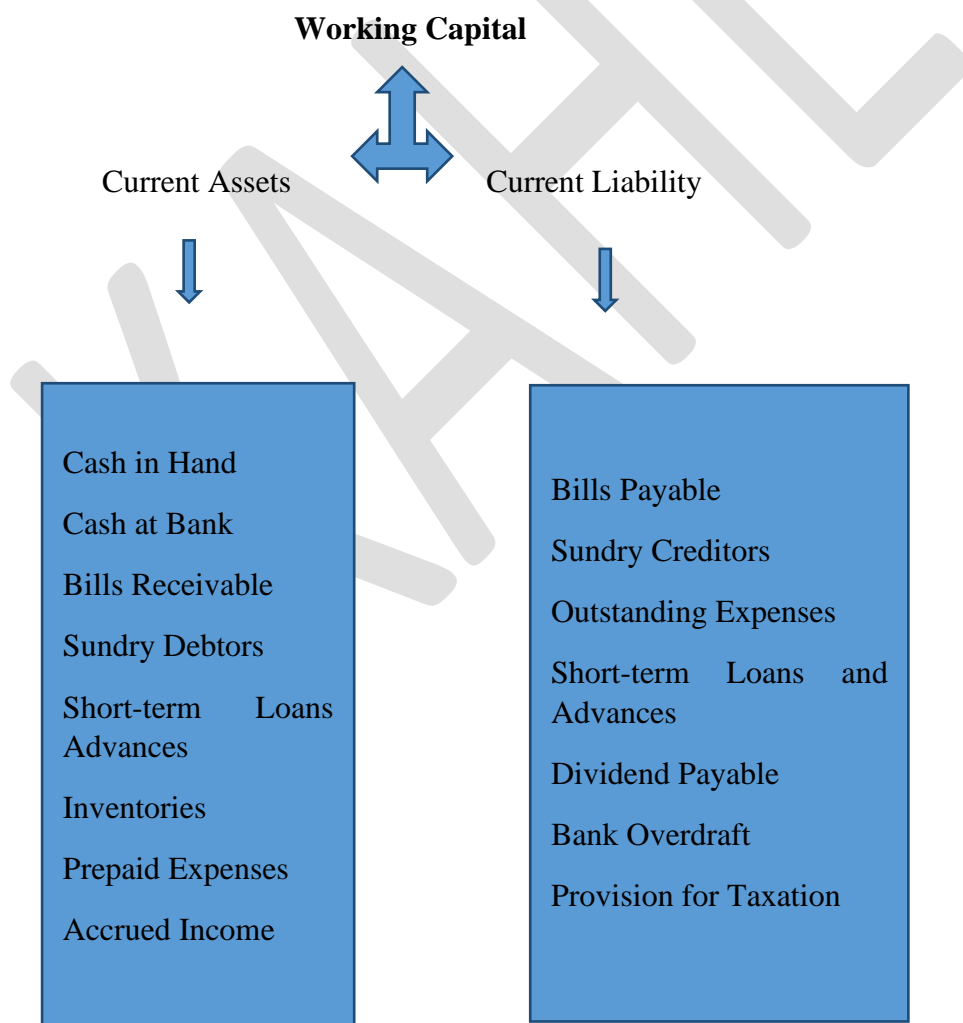 Working Capital
Current Assets
Current Liability
Cash in Hand
Cash at Bank
Bills Receivable
Sundry Debtors
Short-term Loans
Advances
Inventories
Prepaid Expenses
Accrued Income
Bills Payable
Sundry Creditors
Outstanding Expenses
Short-term Loans and
Advances
Dividend Payable
Bank Overdraft
Provision for Taxation